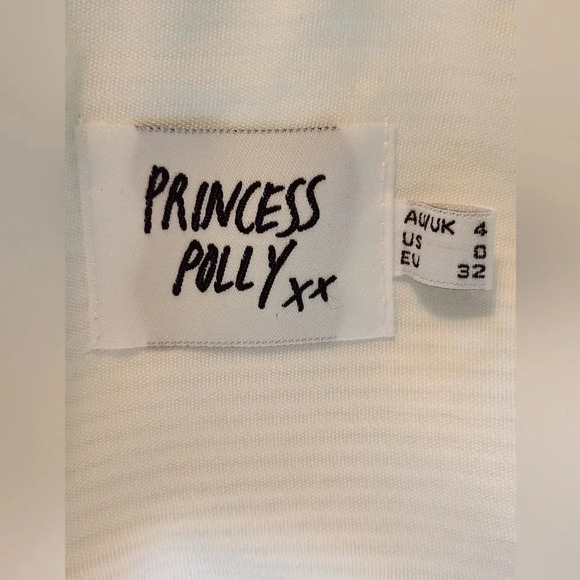 PRINCESS
POLLY xx
AU/UK 4
US 0
EU 32